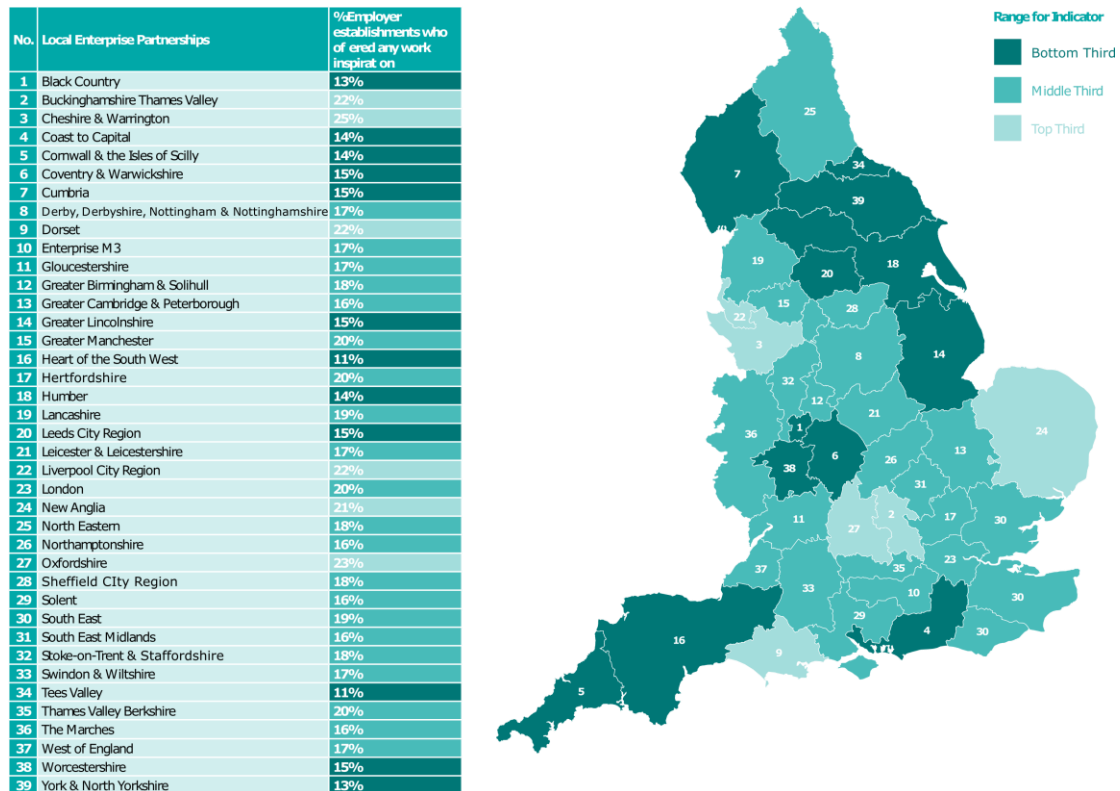 No. Local Enterprise Partnerships %Employer
establishments who
of ered any work
inspirat on
1 Black Country 13%
2 Buckinghamshire Thames Valley 22%
3 Cheshire & Warrington 25%
4 Coast to Capital 14%
5 Cornwall & the Isles of Scilly 14%
6 Coventry & Warwickshire 15%
7 Cumbria 15%
8 Derby, Derbyshire, Nottingham & Nottinghamshire 17%
9 Dorset 22%
10 Enterprise M3 17%
11 Gloucestershire 17%
12 Greater Birmingham & Solihull 18%
13 Greater Cambridge & Peterborough 16%
14 Greater Lincolnshire 15%
15 Greater Manchester 20%
16 Heart of the South West 11%
17 Hertfordshire 20%
18 Humber 14%
19 Lancashire 19%
20 Leeds City Region 15%
21 Leicester & Leicestershire 17%
22 Liverpool City Region 22%
23 London 20%
24 New Anglia 21%
25 North Eastern 18%
26 Northamptonshire 16%
27 Oxfordshire 23%
28 Sheffield CIty Region 18%
29 Solent 16%
30 South East 19%
31 South East Midlands 16%
32 Stoke-on-Trent & Staffordshire 18%
33 Swindon & Wiltshire 17%
34 Tees Valley 11%
35 Thames Valley Berkshire 20%
36 The Marches 16%
37 West of England 17%
38 Worcestershire 15%
39 York & North Yorkshire 13%
Range for Indicator
Bottom Third
Middle Third
Top Third
25
34
7
39
19
20
18
15
22
28
3
8
14
32
12
21
24
36
1
6
38
26
13
31
11
27
2
17
30
23
37
35
33
10
30
29
4
30
16
9
5